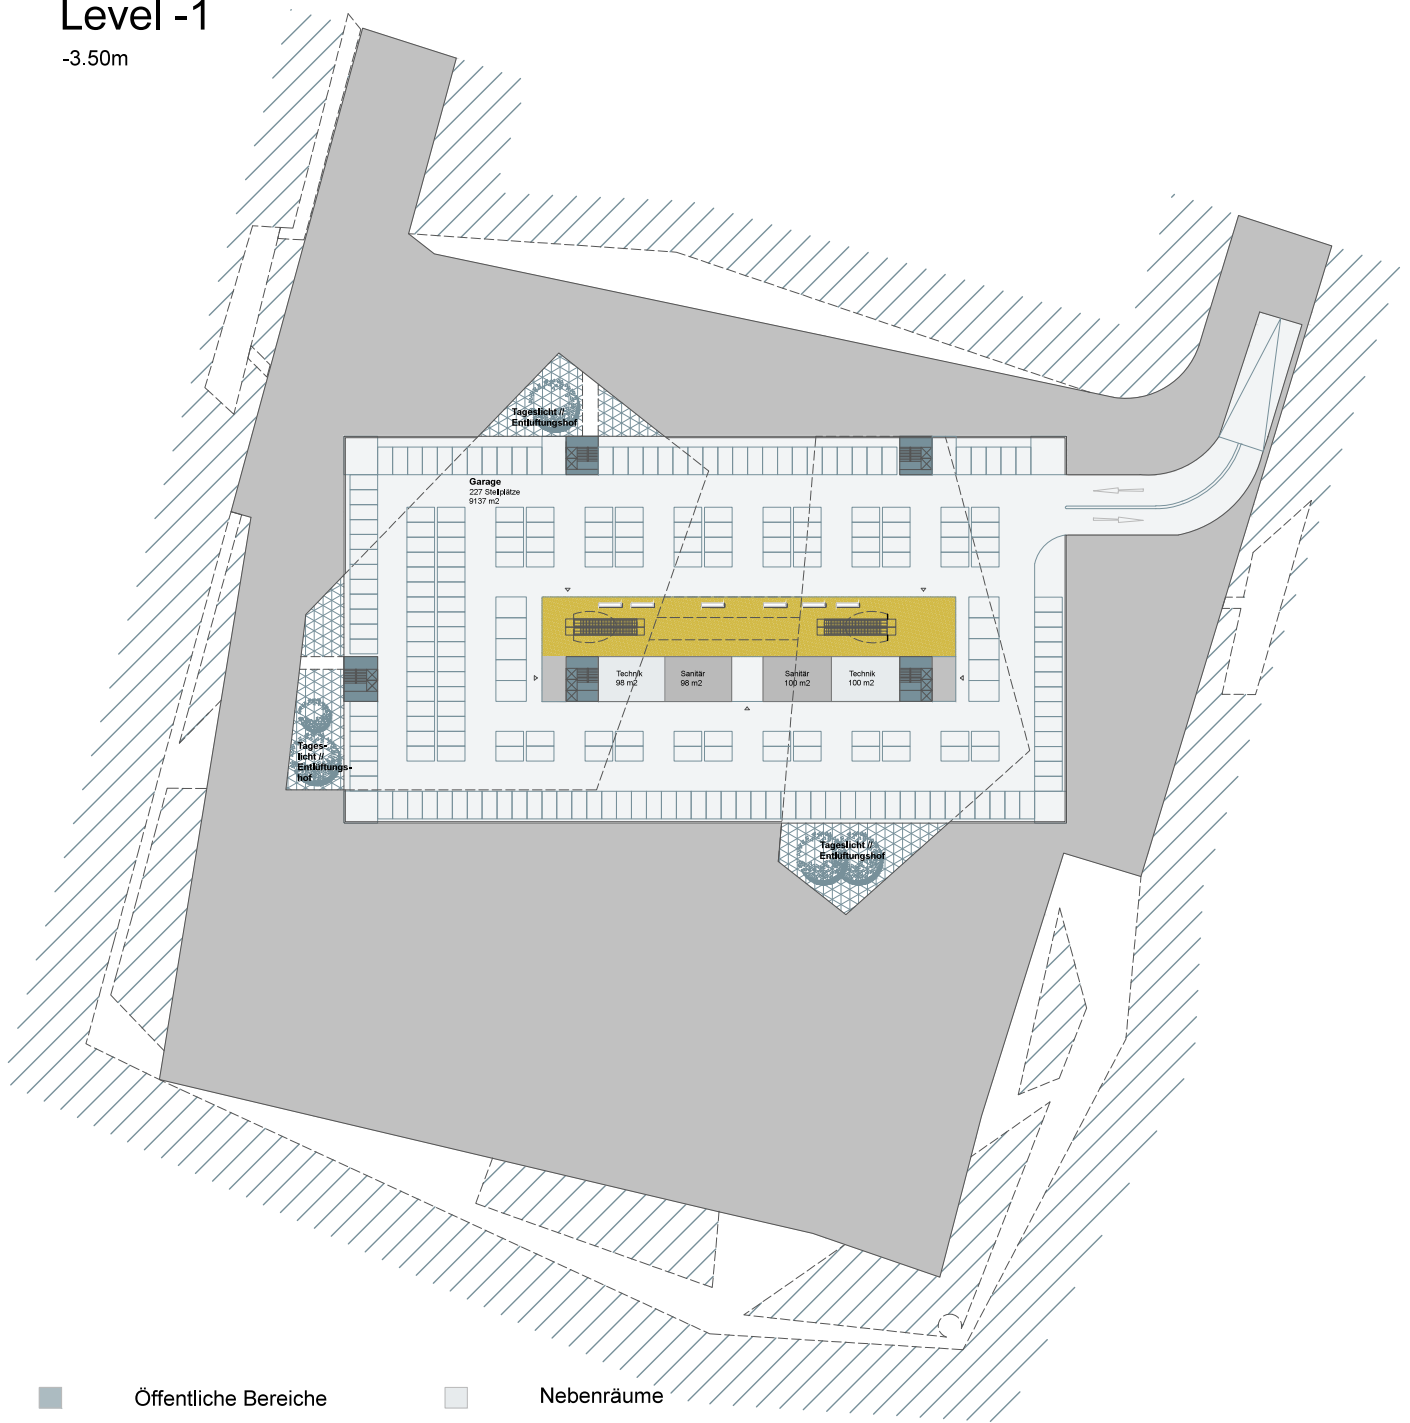 Level -1
-3.50m
Tageslicht //
Entlüftungshof
Garage
227 Stellplätze
9137 m2
Technik
98 m2
Sanitär
98 m2
Sanitär
100 m2
Technik
100 m2
Tages-
licht //
Entlüftungs-
hof
Tageslicht //
Entlüftungshof
Öffentliche Bereiche
Nebenräume